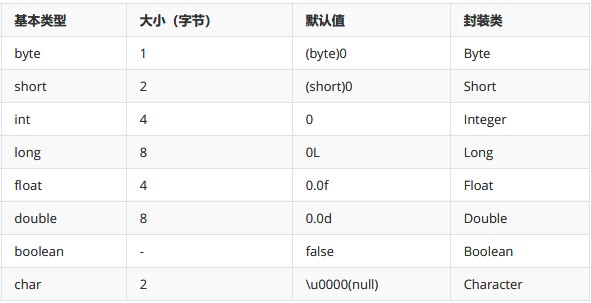 基本类型 大小（字节） 默认值 封装类
byte 1 (byte)0 Byte
short 2 (short)0 Short
int 4 0 Integer
long 8 0L Long
float 4 0.0f Float
double 8 0.0d Double
boolean - false Boolean
char 2 \u0000(null) Character